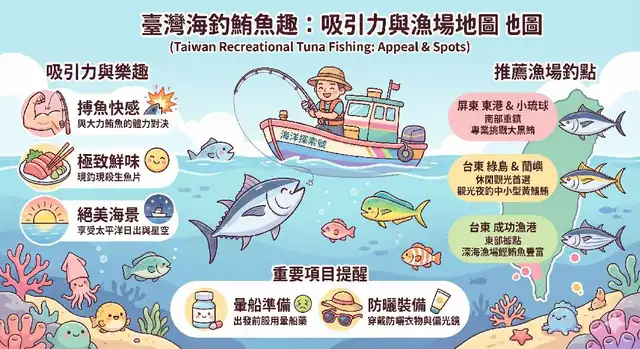 臺灣海釣鮪魚趣：吸引力與漁場地圖 地圖
(Taiwan Recreational Tuna Fishing: Appeal & Spots)
吸引力與樂趣
搏魚快感
與大力鮪魚的體力對決
極致鮮味
現釣現殺生魚片
絕美海景
享受太平洋日出與星空
海洋探索號
推薦漁場釣點
屏東 東港 & 小琉球
南部重鎮
專業挑戰大黑鮪
台東 綠島 & 蘭嶼
休閒觀光首選
觀光夜釣中小型黃鰭鮪
台東 成功漁港
東部據點
深海漁場鰹鮪魚豐富
重要項目提醒
暈船準備
出發前服用暈船藥
防曬裝備
穿戴防曬衣物與偏光鏡